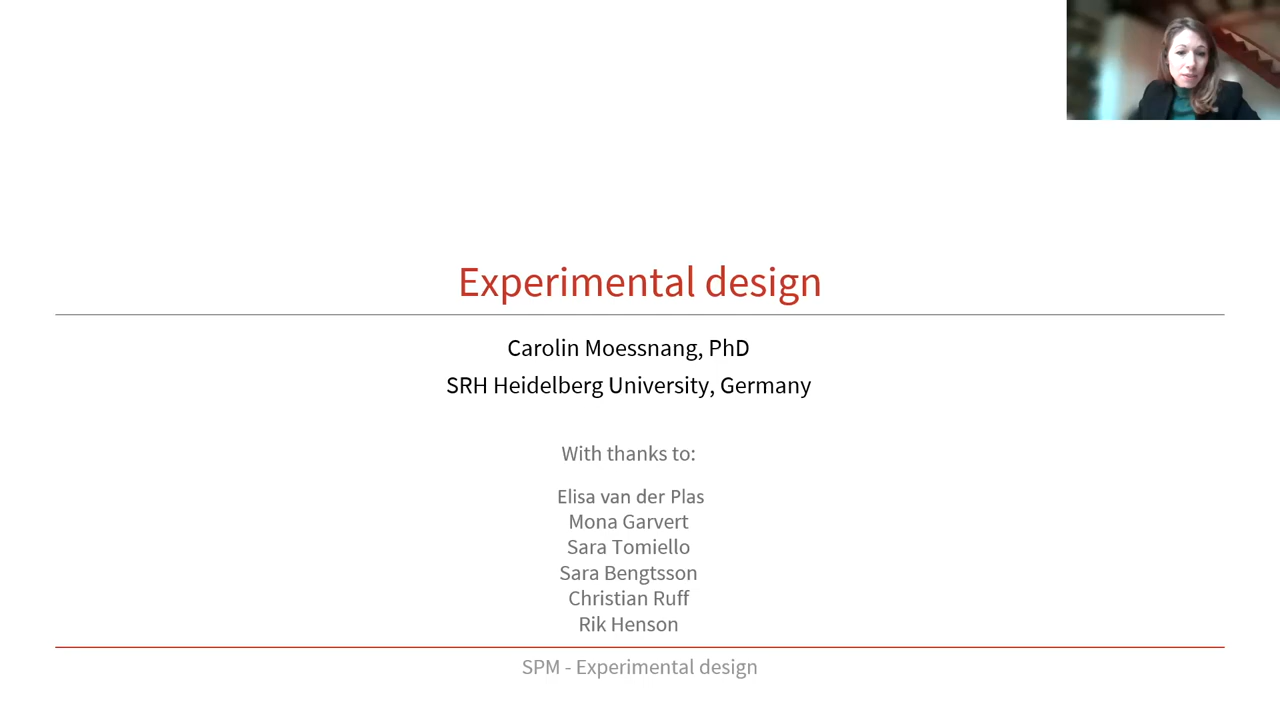 Experimental design
Carolin Moessnang, PhD
SRH Heidelberg University, Germany
With thanks to:
Elisa van der Plas
Mona Garvert
Sara Tomiello
Sara Bengtsson
Christian Ruff
Rik Henson
SPM - Experimental design